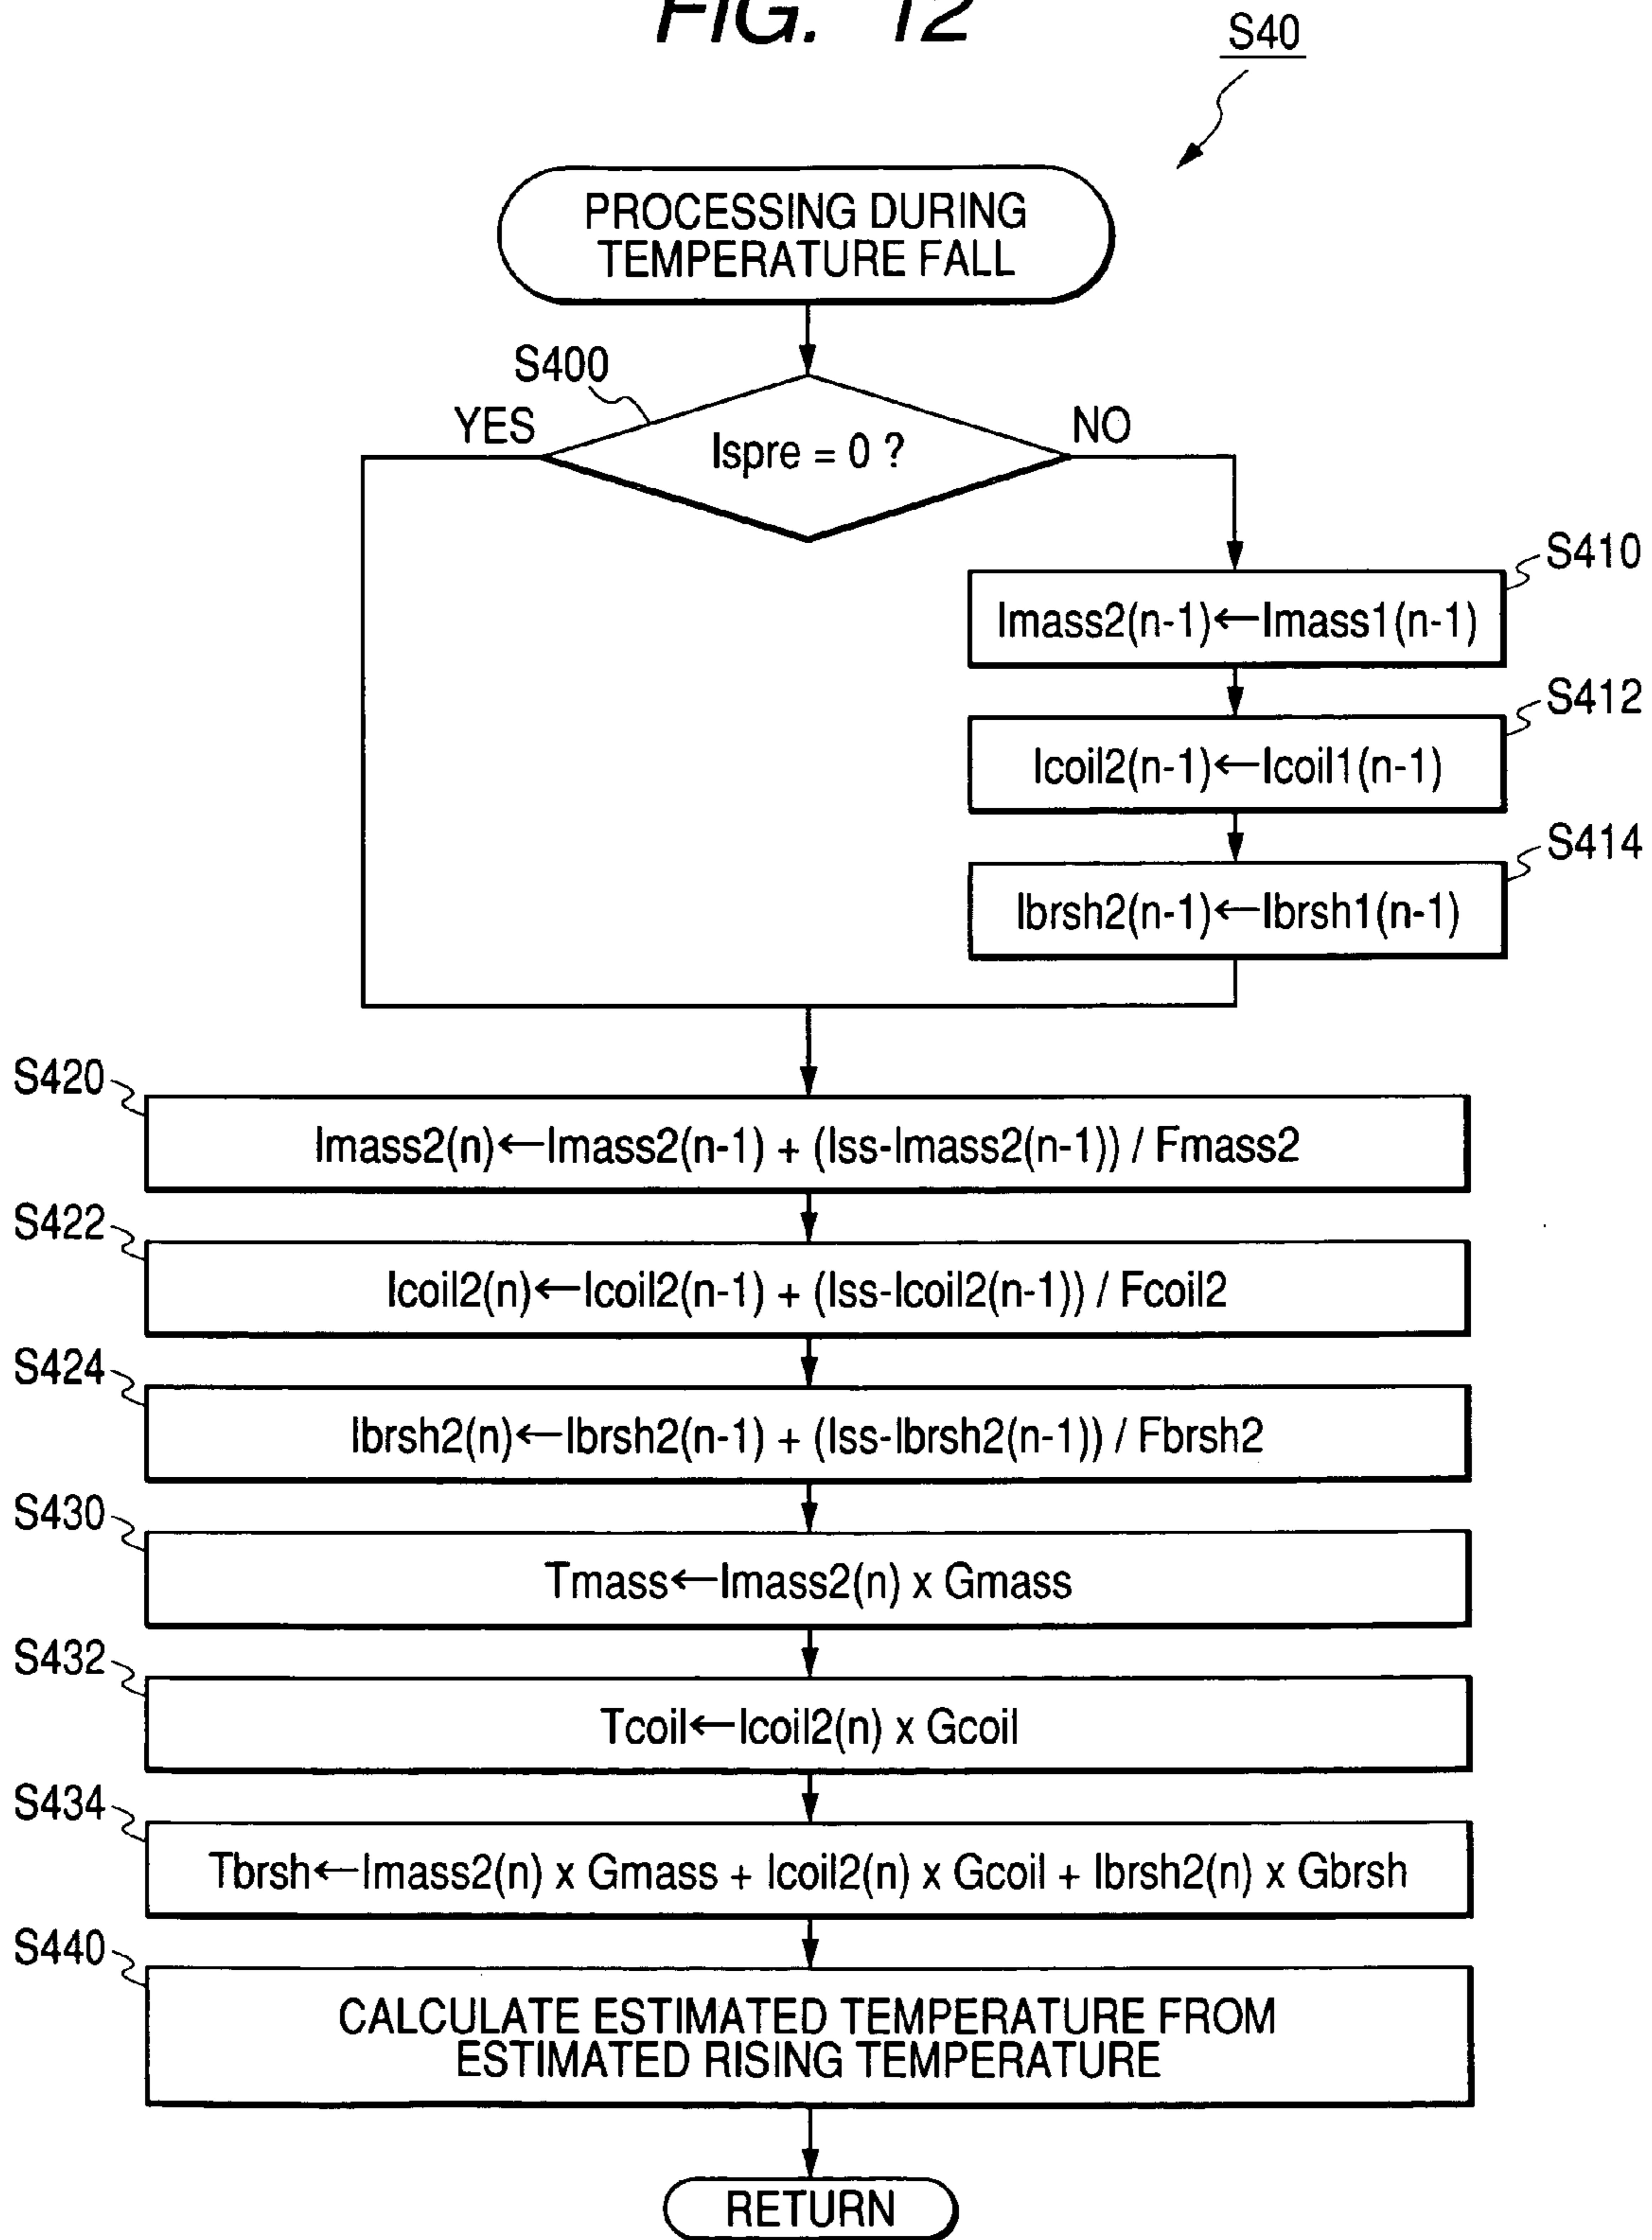 FIG. 12
S40
PROCESSING DURING
TEMPERATURE FALL
S400
YES
Ispre = 0 ?
NO
S410
Imass2(n-1)←Imass1(n-1)
S412
Icoil2(n-1)←Icoil1(n-1)
S414
Ibrsh2(n-1)←Ibrsh1(n-1)
S420
Imass2(n)←Imass2(n-1) + (Iss-Imass2(n-1)) / Fmass2
S422
Icoil2(n)←Icoil2(n-1) + (Iss-Icoil2(n-1)) / Fcoil2
S424
Ibrsh2(n)←Ibrsh2(n-1) + (Iss-Ibrsh2(n-1)) / Fbrsh2
S430
Tmass←Imass2(n) x Gmass
S432
Tcoil←Icoil2(n) x Gcoil
S434
Tbrsh←Imass2(n) x Gmass + Icoil2(n) x Gcoil + Ibrsh2(n) x Gbrsh
S440
CALCULATE ESTIMATED TEMPERATURE FROM
ESTIMATED RISING TEMPERATURE
RETURN